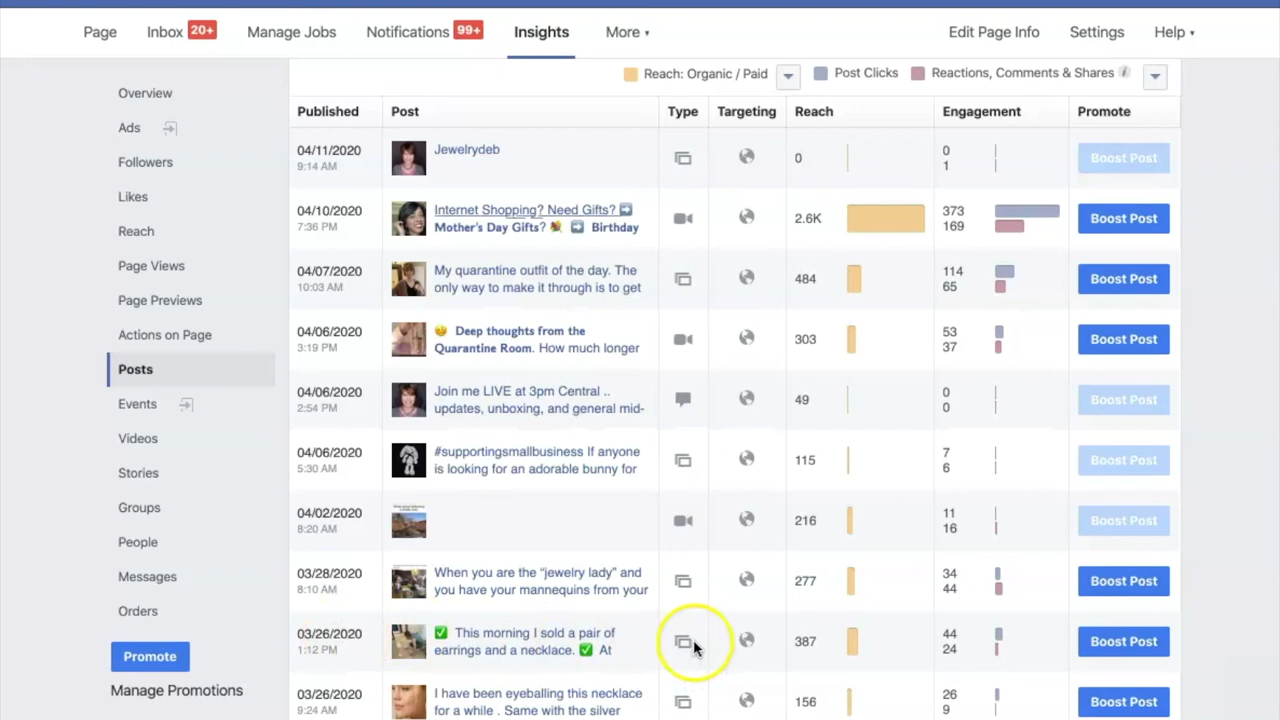 Page Inbox 20+ Manage Jobs Notifications 99+ Insights More Edit Page Info Settings Help
Reach: Organic / Paid Post Clicks Reactions, Comments & Shares i
Overview
Ads
Followers
Likes
Reach
Page Views
Page Previews
Actions on Page
Posts
Events
Videos
Stories
Groups
People
Messages
Orders
Promote
Manage Promotions
Published Post Type Targeting Reach Engagement Promote
04/11/2020 Jewelrydeb 0 0 Boost Post
9:14 AM 1
04/10/2020 Internet Shopping? Need Gifts? ➡️ 2.6K 373 Boost Post
7:36 PM Mother's Day Gifts? 🎉 ➡️ Birthday 169
04/07/2020 My quarantine outfit of the day. The 484 114 Boost Post
10:03 AM only way to make it through is to get 65
04/06/2020 Deep thoughts from the 303 53 Boost Post
3:19 PM Quarantine Room. How much longer 37
04/06/2020 Join me LIVE at 3pm Central .. 49 0 Boost Post
2:54 PM updates, unboxing, and general mid- 0
04/06/2020 #supportingsmallbusiness If anyone 115 7 Boost Post
5:30 AM is looking for an adorable bunny for 6
04/02/2020 216 11 Boost Post
8:20 AM 16
03/28/2020 When you are the "jewelry lady" and 277 34 Boost Post
8:10 AM you have your mannequins from your 44
03/26/2020 ✅ This morning I sold a pair of 387 44 Boost Post
1:12 PM earrings and a necklace. ✅ At 24
03/26/2020 I have been eyeballing this necklace 156 26 Boost Post
9:24 AM for a while . Same with the silver 9